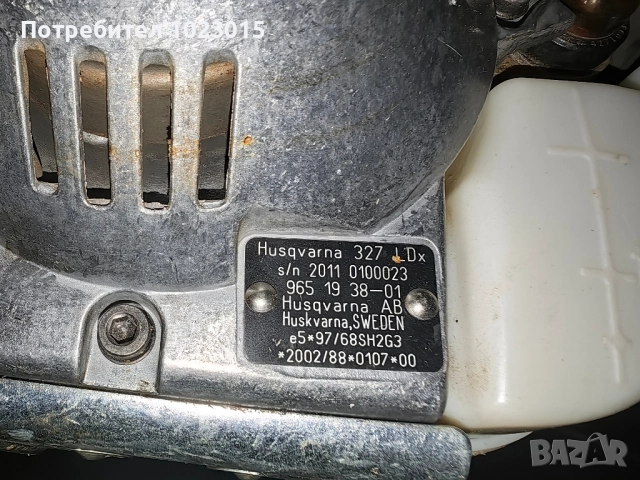 Потребител 1023015
Husqvarna 327 LDx
s/n 2011 0100023
965 19 38-01
Husqvarna AB
Huskvarna,SWEDEN
e5*97/68SH2G3
*2002/88*0107*00
BAZAR